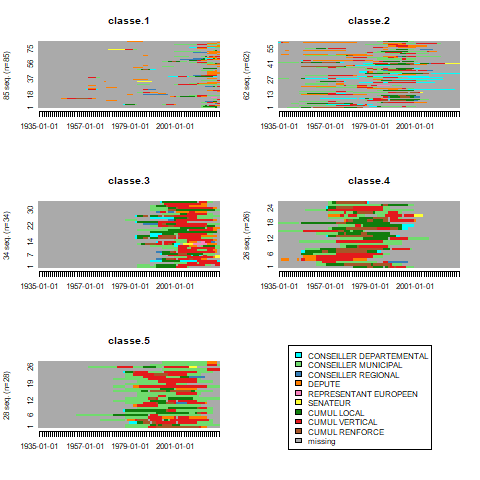 classe.1
85 seq. (n=85)
1 18 37 56 75
1935-01-01 1957-01-01 1979-01-01 2001-01-01
classe.2
62 seq. (n=62)
1 13 27 41 55
1935-01-01 1957-01-01 1979-01-01 2001-01-01
classe.3
34 seq. (n=34)
1 7 14 22 30
1935-01-01 1957-01-01 1979-01-01 2001-01-01
classe.4
26 seq. (n=26)
1 6 12 18 24
1935-01-01 1957-01-01 1979-01-01 2001-01-01
classe.5
28 seq. (n=28)
1 6 12 19 26
1935-01-01 1957-01-01 1979-01-01 2001-01-01
CONSEILLER DEPARTEMENTAL
CONSEILLER MUNICIPAL
CONSEILLER REGIONAL
DEPUTE
REPRESENTANT EUROPEEN
SENATEUR
CUMUL LOCAL
CUMUL VERTICAL
CUMUL RENFORCE
missing